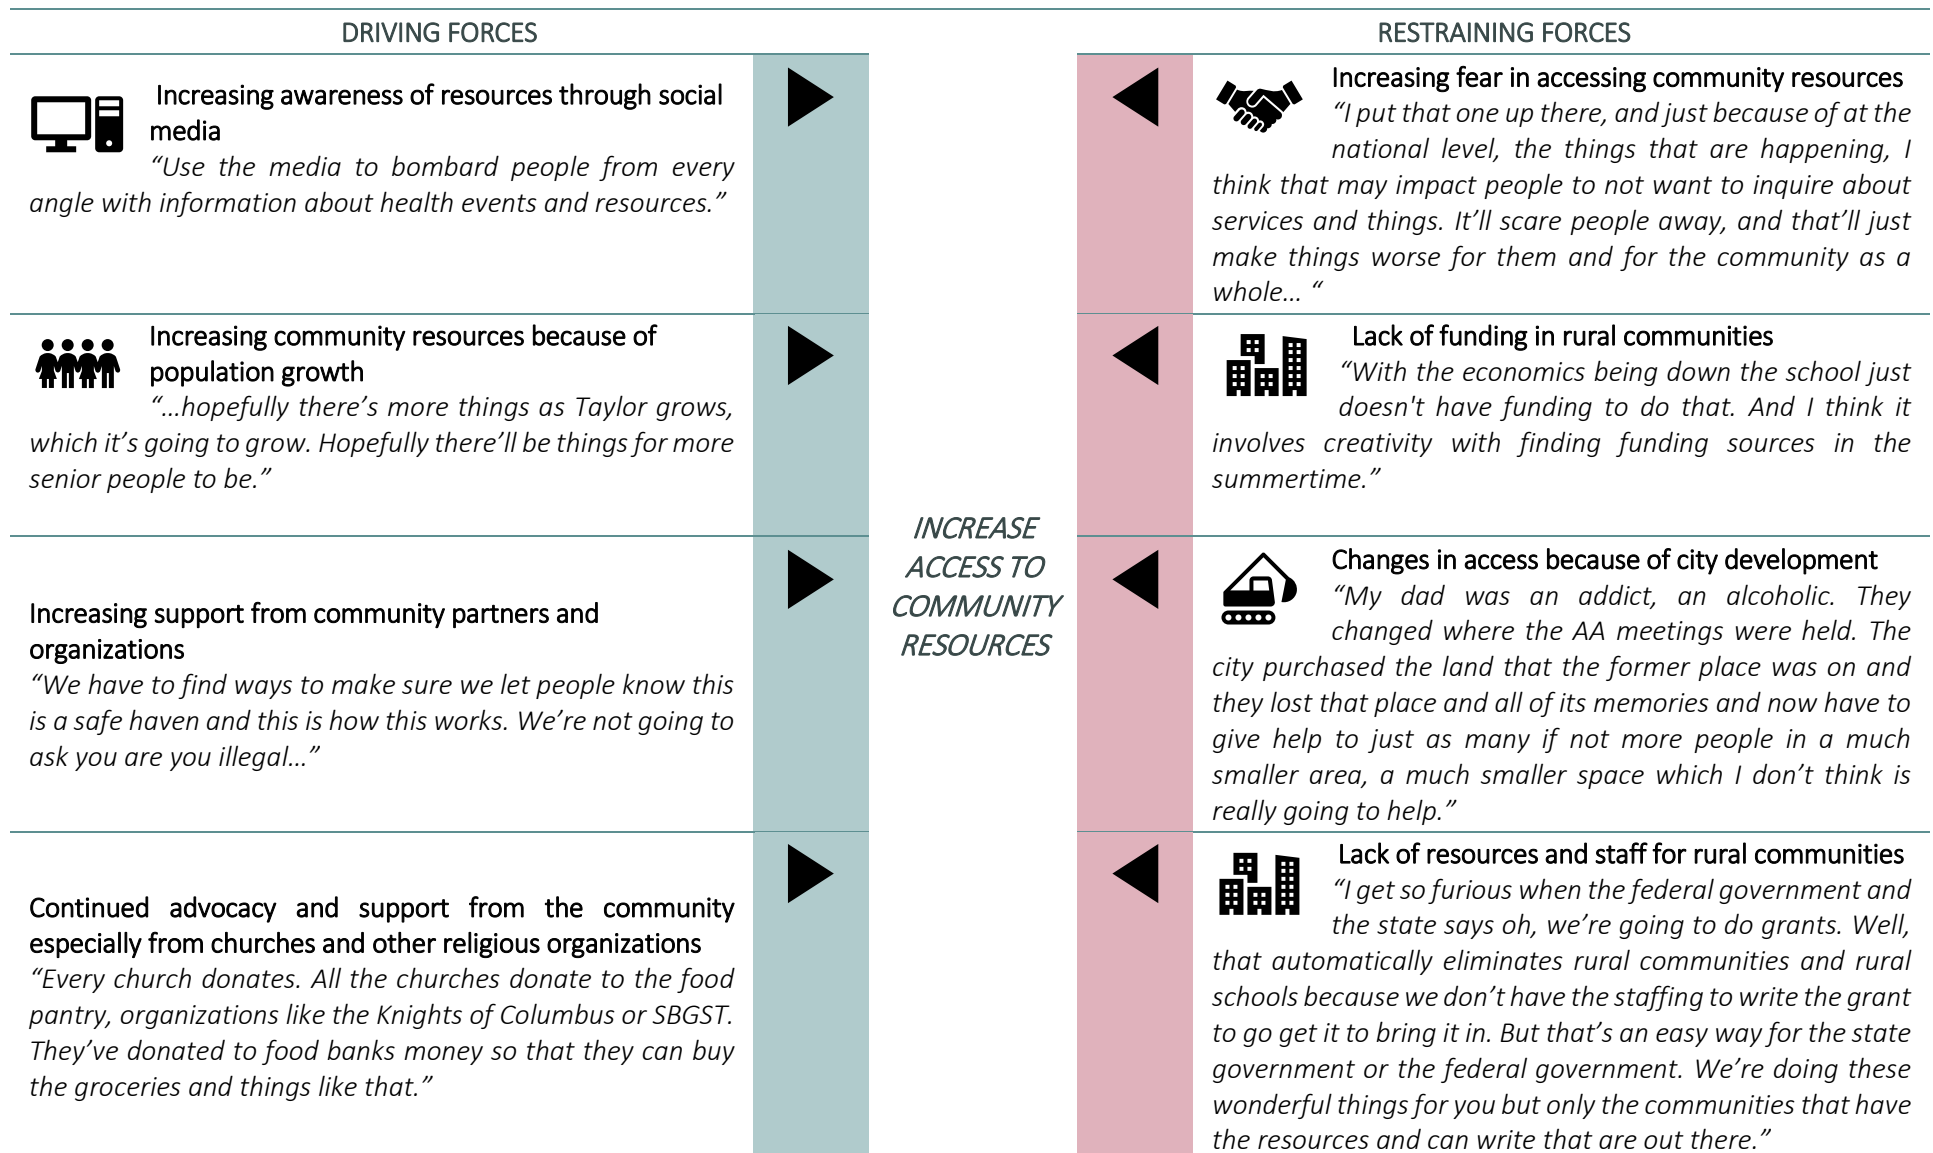 DRIVING FORCES
RESTRAINING FORCES
Increasing awareness of resources through social
media
“Use the media to bombard people from every
angle with information about health events and resources.”
Increasing community resources because of
population growth
“…hopefully there’s more things as Taylor grows,
which it’s going to grow. Hopefully there’ll be things for more
senior people to be.”
Increasing support from community partners and
organizations
“We have to find ways to make sure we let people know this
is a safe haven and this is how this works. We’re not going to
ask you are you illegal…”
Continued advocacy and support from the community
especially from churches and other religious organizations
“Every church donates. All the churches donate to the food
pantry, organizations like the Knights of Columbus or SBGST.
They’ve donated to food banks money so that they can buy
the groceries and things like that.”
INCREASE
ACCESS TO
COMMUNITY
RESOURCES
Increasing fear in accessing community resources
“I put that one up there, and just because of at the
national level, the things that are happening, I
think that may impact people to not want to inquire about
services and things. It’ll scare people away, and that’ll just
make things worse for them and for the community as a
whole… “
Lack of funding in rural communities
“With the economics being down the school just
doesn't have funding to do that. And I think it
involves creativity with finding funding sources in the
summertime.”
Changes in access because of city development
“My dad was an addict, an alcoholic. They
changed where the AA meetings were held. The
city purchased the land that the former place was on and
they lost that place and all of its memories and now have to
give help to just as many if not more people in a much
smaller area, a much smaller space which I don’t think is
really going to help.”
Lack of resources and staff for rural communities
“I get so furious when the federal government and
the state says oh, we’re going to do grants. Well,
that automatically eliminates rural communities and rural
schools because we don’t have the staffing to write the grant
to go get it to bring it in. But that’s an easy way for the state
government or the federal government. We’re doing these
wonderful things for you but only the communities that have
the resources and can write that are out there.”